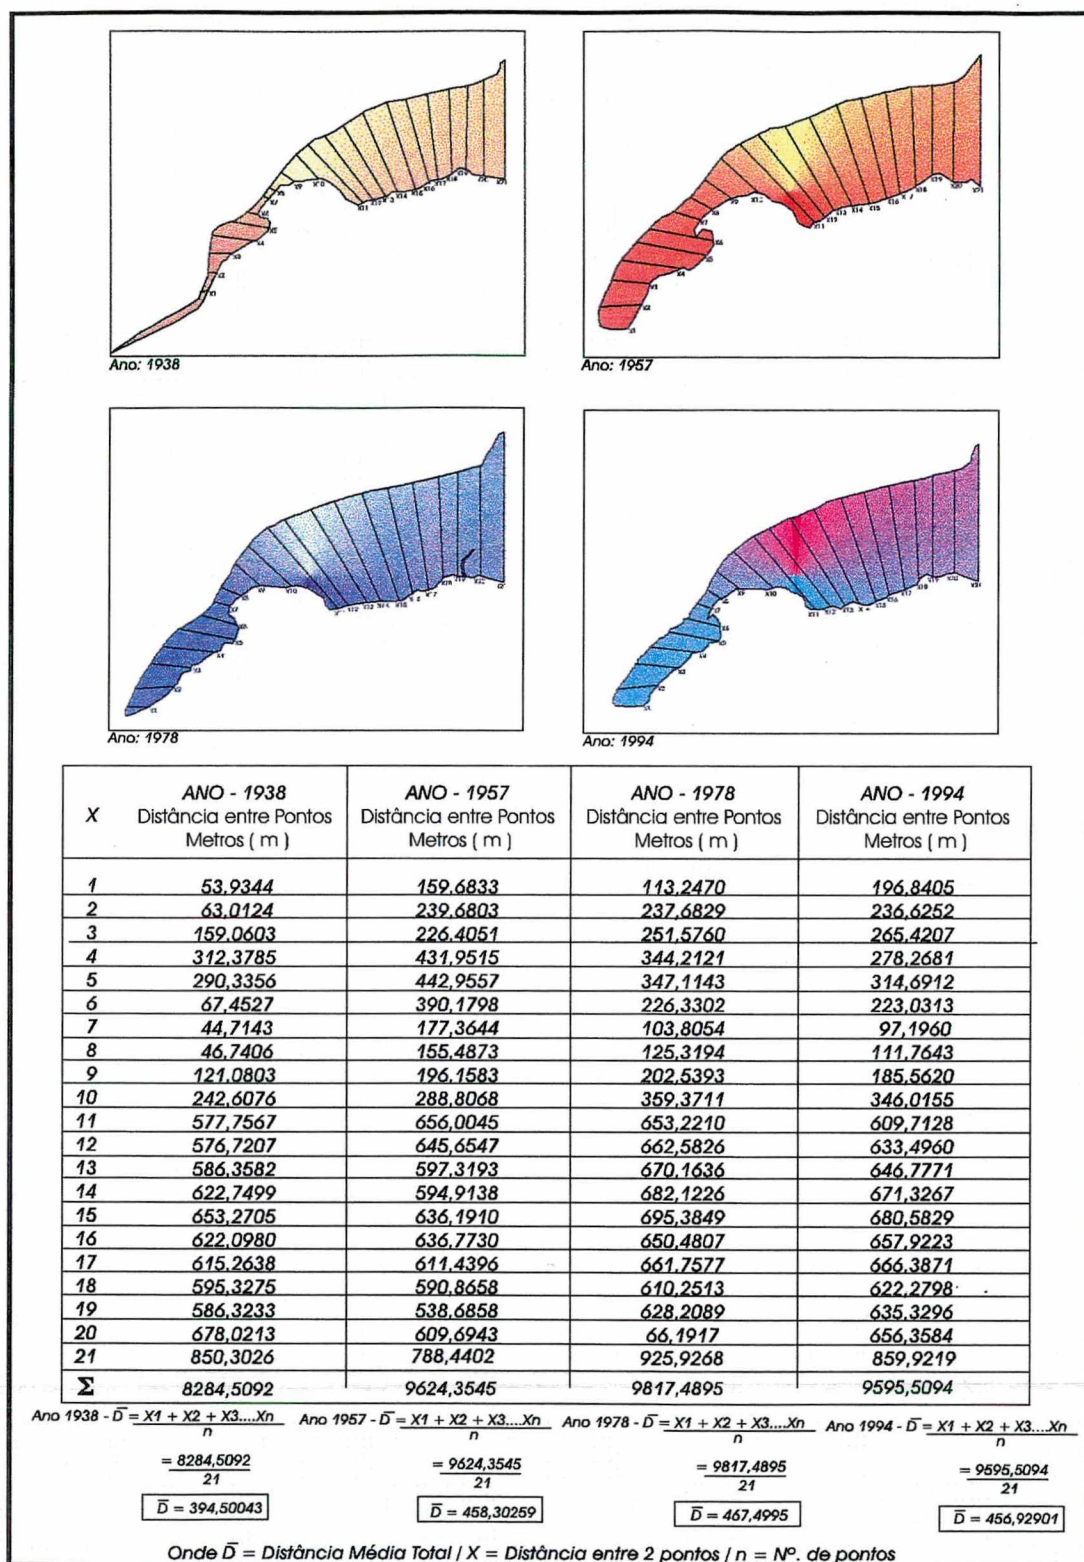 Ano: 1938
Ano: 1957
Ano: 1978
Ano: 1994
X ANO - 1938 ANO - 1957 ANO - 1978 ANO - 1994
Distância entre Pontos Distância entre Pontos Distância entre Pontos Distância entre Pontos
Metros ( m ) Metros ( m ) Metros ( m ) Metros ( m )
1 53,9344 159,6833 113,2470 196,8405
2 63,0124 239,6803 237,6829 236,6252
3 159,0603 226,4051 251,5760 265,4207
4 312,3785 431,9515 344,2121 278,2681
5 290,3356 442,9557 347,1143 314,6912
6 67,4527 390,1798 226,3302 223,0313
7 44,7143 177,3644 103,8054 97,1960
8 46,7406 155,4873 125,3194 111,7643
9 121,0803 196,1583 202,5393 185,5620
10 242,6076 288,8068 359,3711 346,0155
11 577,7567 656,0045 653,2210 609,7128
12 576,7207 645,6547 662,5826 633,4960
13 586,3582 597,3193 670,1636 646,7771
14 622,7499 594,9138 682,1226 671,3267
15 653,2705 636,1910 695,3849 680,5829
16 622,0980 636,7730 650,4807 657,9223
17 615,2638 611,4396 661,7577 666,3871
18 595,3275 590,8658 610,2513 622,2798
19 586,3233 538,6858 628,2089 635,3296
20 678,0213 609,6943 66,1917 656,3584
21 850,3026 788,4402 925,9268 859,9219
Σ 8284,5092 9624,3545 9817,4895 9595,5094
Ano 1938 - D̅ = X1 + X2 + X3....Xn Ano 1957 - D̅ = X1 + X2 + X3....Xn Ano 1978 - D̅ = X1 + X2 + X3....Xn Ano 1994 - D̅ = X1 + X2 + X3....Xn
n n n n
= 8284,5092 = 9624,3545 = 9817,4895 = 9595,5094
21 21 21 21
D̅ = 394,50043 D̅ = 458,30259 D̅ = 467,4995 D̅ = 456,92901
Onde D̅ = Distância Média Total / X = Distância entre 2 pontos / n = Nº. de pontos